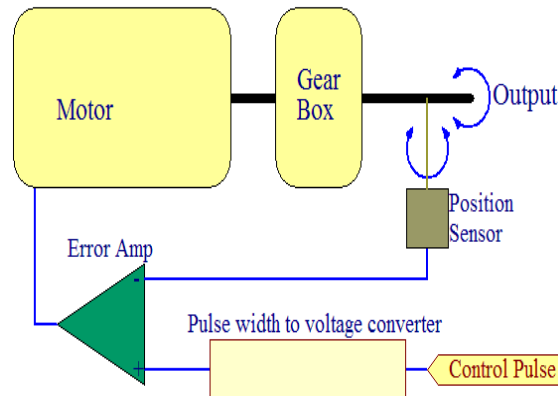 Motor
Gear
Box
Output
Position
Sensor
Error Amp
-
+
Pulse width to voltage converter
Control Pulse